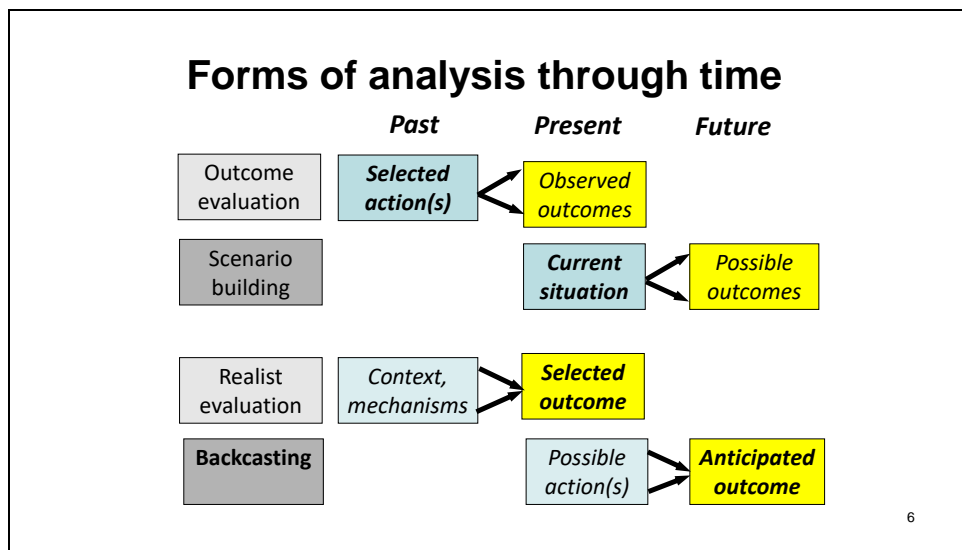 Forms of analysis through time
Past Present Future
Outcome
evaluation
Selected
action(s)
Observed
outcomes
Scenario
building
Current
situation
Possible
outcomes
Realist
evaluation
Context,
mechanisms
Selected
outcome
Backcasting
Possible
action(s)
Anticipated
outcome
6